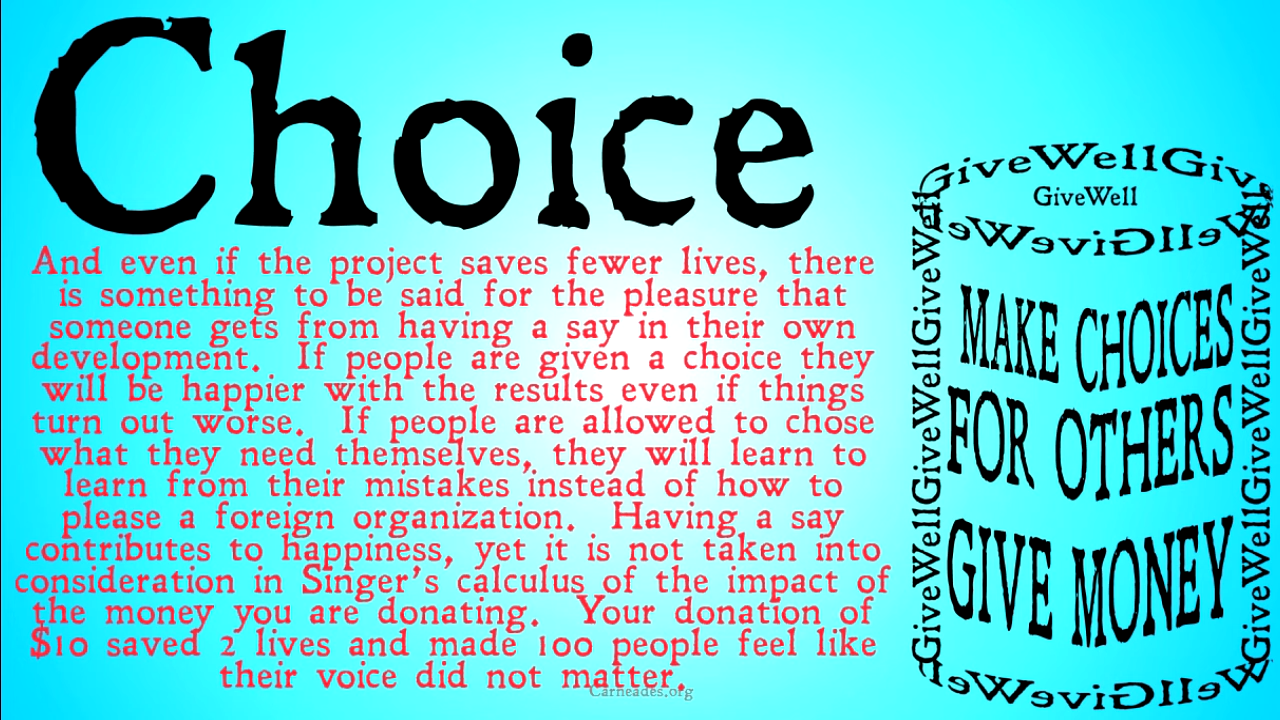 Choice
And even if the project saves fewer lives, there
is something to be said for the pleasure that
someone gets from having a say in their own
development. If people are given a choice they
will be happier with the results even if things
turn out worse. If people are allowed to chose
what they need themselves, they will learn to
learn from their mistakes instead of how to
please a foreign organization. Having a say
contributes to happiness, yet it is not taken into
consideration in Singer's calculus of the impact of
the money you are donating. Your donation of
$10 saved 2 lives and made 100 people feel like
their voice did not matter.
Carneades.org
GiveWellGive
GiveWell
GiveWell
MAKE CHOICES
FOR OTHERS
GIVE MONEY
GiveWellGiveWellGiveWell
GiveWellGiveWellGiveWell
GiveWell